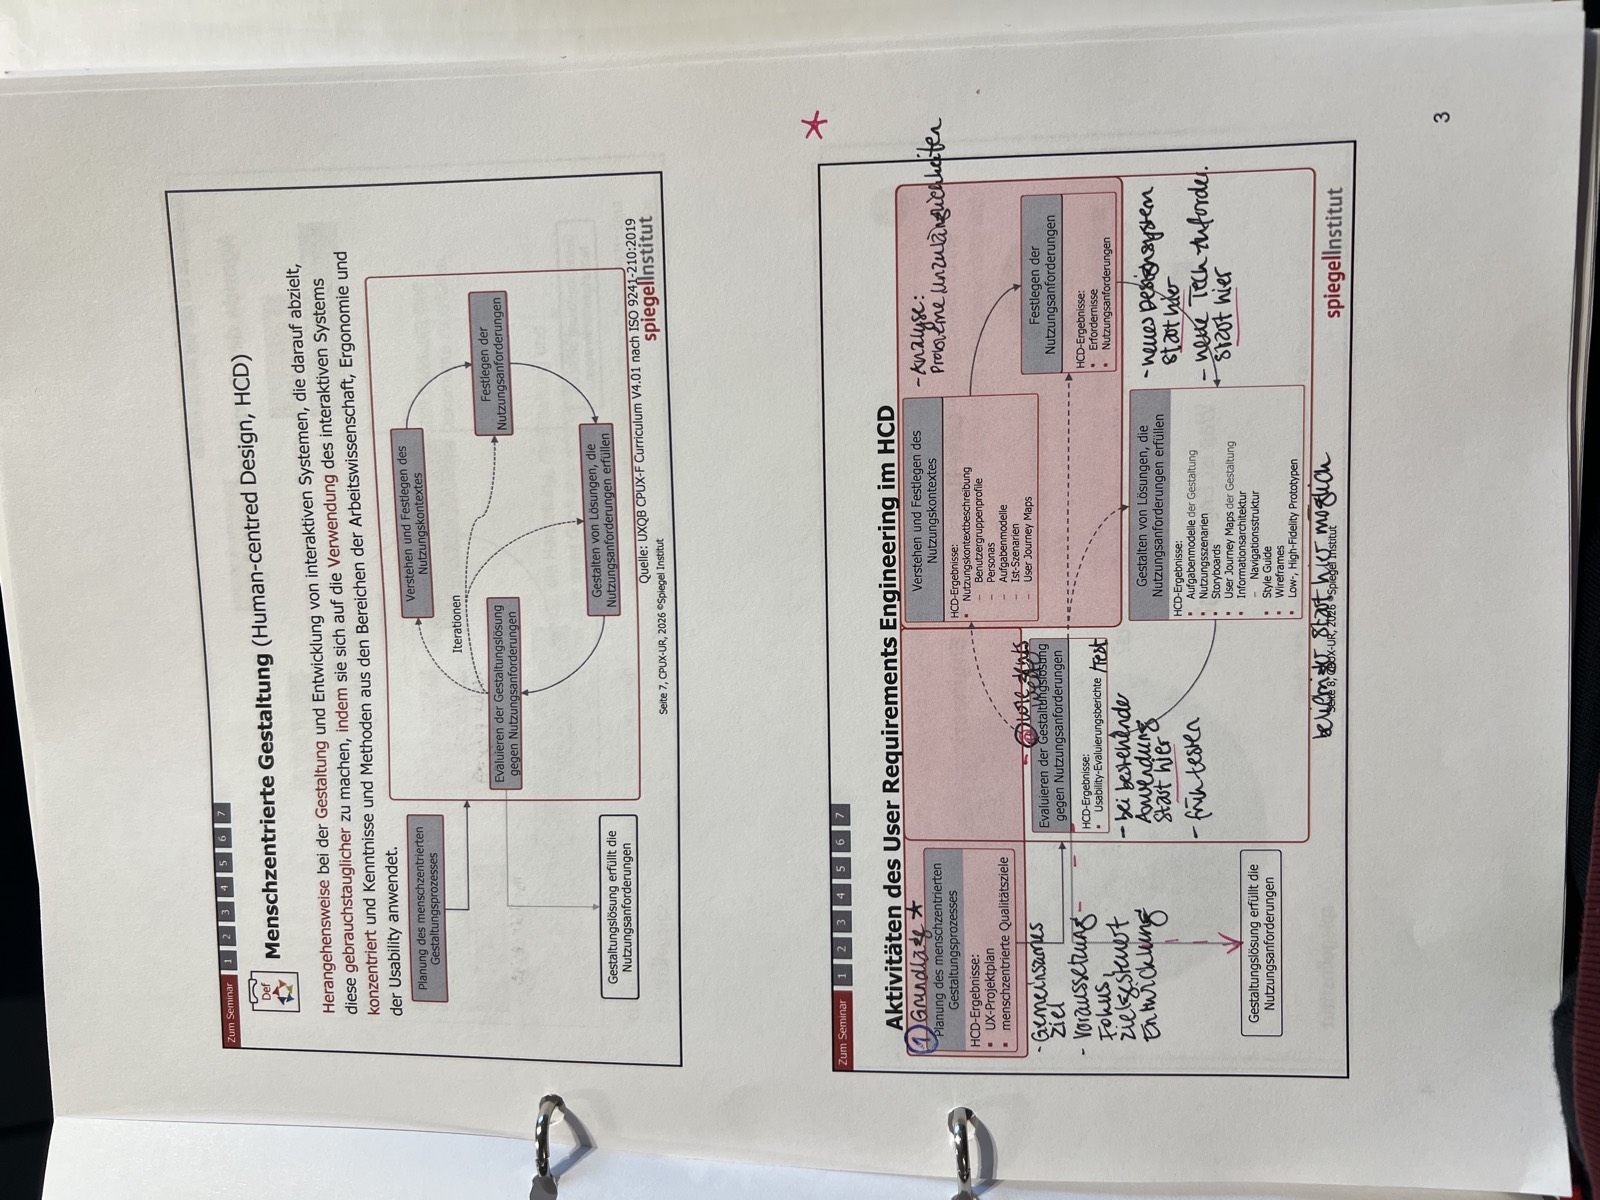 Zum Seminar 1 2 3 4 5 6 7
Def
Menschzentrierte Gestaltung (Human-centred Design, HCD)
Herangehensweise bei der Gestaltung und Entwicklung von interaktiven Systemen, die darauf abzielt,
diese gebrauchstauglicher zu machen, indem sie sich auf die Verwendung des interaktiven Systems
konzentriert und Kenntnisse und Methoden aus den Bereichen der Arbeitswissenschaft, Ergonomie und
der Usability anwendet.
Planung des menschzentrierten
Gestaltungsprozesses
Verstehen und Festlegen des
Nutzungskontextes
Iterationen
Evaluieren der Gestaltungslösung
gegen Nutzungsanforderungen
Festlegen der
Nutzungsanforderungen
Gestalten von Lösungen, die
Nutzungsanforderungen erfüllen
Gestaltungslösung erfüllt die
Nutzungsanforderungen
Quelle: UXQB CPUX-F Curriculum V4.01 nach ISO 9241-210:2019
Seite 7, CPUX-UR, 2026 ©Spiegel Institut
spiegelInstitut
Zum Seminar 1 2 3 4 5 6 7
Aktivitäten des User Requirements Engineering im HCD
1 Grundlage
Planung des menschzentrierten
Gestaltungsprozesses
HCD-Ergebnisse:
UX-Projektplan
menschzentrierte Qualitätsziele
- Gemeinsames
Ziel
- Voraussetzung
Fokus,
zielgesteuert
Entwicklung
Gestaltungslösung erfüllt die
Nutzungsanforderungen
Verstehen und Festlegen des
Nutzungskontextes
HCD-Ergebnisse:
Nutzungskontextbeschreibung
– Benutzergruppenprofile
– Personas
– Aufgabenmodelle
– Ist-Szenarien
– User Journey Maps
- Analyse:
Probleme, Unzulänglichkeiten
wie gehts
weiter
Evaluieren der Gestaltungslösung
gegen Nutzungsanforderungen
HCD-Ergebnisse:
Usability-Evaluierungsberichte /Test
- bei bestehender
Anwendung
Start hier
- früh testen
Festlegen der
Nutzungsanforderungen
HCD-Ergebnisse:
Erfordernisse
Nutzungsanforderungen
- neues Designsystem
start hier
- neue Tech Anforder.
start hier
Gestalten von Lösungen, die
Nutzungsanforderungen erfüllen
HCD-Ergebnisse:
Aufgabenmodelle der Gestaltung
Nutzungsszenarien
Storyboards
User Journey Maps der Gestaltung
Informationsarchitektur
– Navigationsstruktur
Style Guide
Wireframes
Low-, High-Fidelity Prototypen
Start hier möglich
Seite 8, CPUX-UR, 2026 ©Spiegel Institut
spiegelInstitut
3